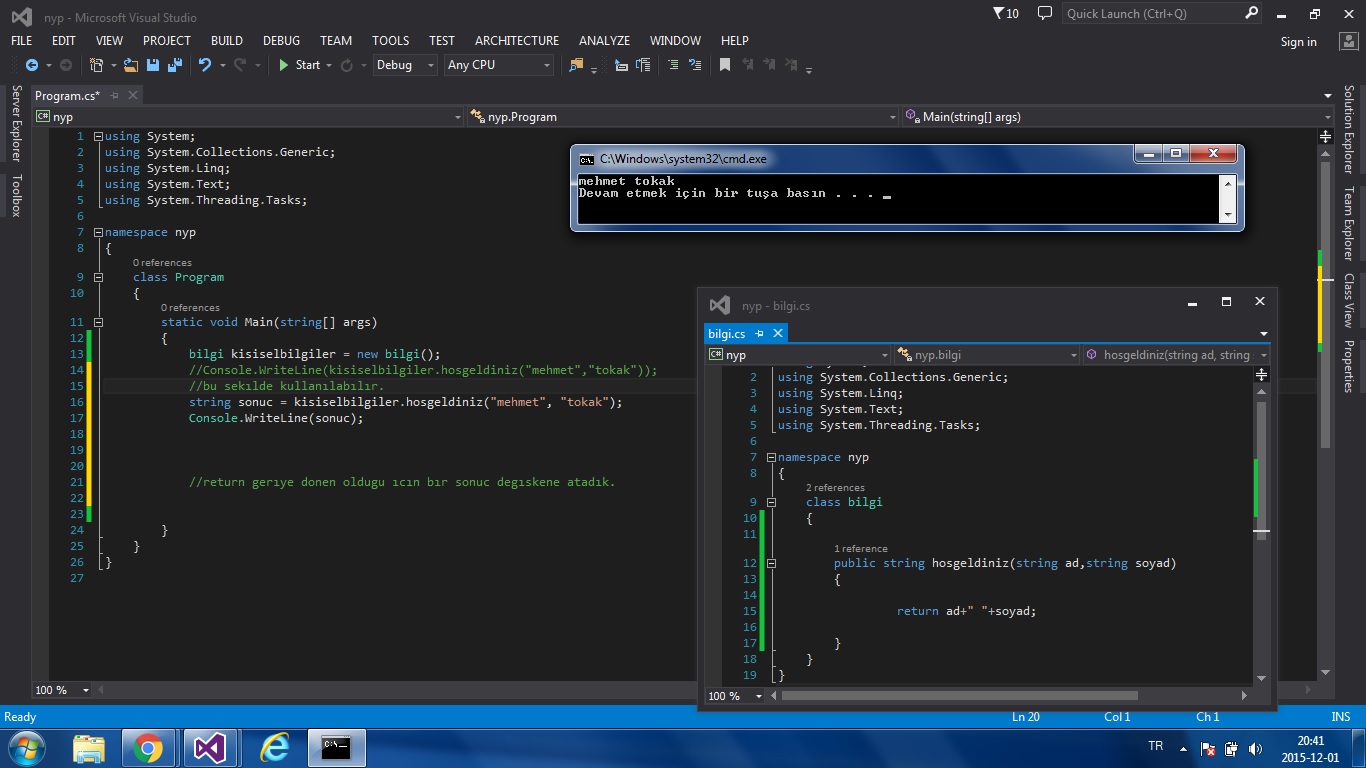 nyp - Microsoft Visual Studio
10
Quick Launch (Ctrl+Q)
FILE EDIT VIEW PROJECT BUILD DEBUG TEAM TOOLS TEST ARCHITECTURE ANALYZE WINDOW HELP
Sign in
Start Debug Any CPU
Server Explorer
Toolbox
Program.cs*
nyp nyp.Program Main(string[] args)
1 using System;
2 using System.Collections.Generic;
3 using System.Linq;
4 using System.Text;
5 using System.Threading.Tasks;
6
7 namespace nyp
8 {
0 references
9 class Program
10 {
0 references
11 static void Main(string[] args)
12 {
13 bilgi kisiselbilgiler = new bilgi();
14 //Console.WriteLine(kisiselbilgiler.hosgeldiniz("mehmet","tokak"));
15 //bu sekılde kullanılabılır.
16 string sonuc = kisiselbilgiler.hosgeldiniz("mehmet", "tokak");
17 Console.WriteLine(sonuc);
18
19
20
21 //return gerıye donen oldugu ıcın bır sonuc degıskene atadık.
22
23
24 }
25 }
26 }
27
100 %
C:\Windows\system32\cmd.exe
mehmet tokak
Devam etmek için bir tuşa basın . . . _
nyp - bilgi.cs
bilgi.cs
nyp nyp.bilgi hosgeldiniz(string ad, string
2 using System.Collections.Generic;
3 using System.Linq;
4 using System.Text;
5 using System.Threading.Tasks;
6
7 namespace nyp
8 {
2 references
9 class bilgi
10 {
11
1 reference
12 public string hosgeldiniz(string ad,string soyad)
13 {
14
15 return ad+" "+soyad;
16
17 }
18 }
19 }
100 %
Solution Explorer
Team Explorer
Class View
Properties
Ready Ln 20 Col 1 Ch 1 INS
TR
20:41
2015-12-01